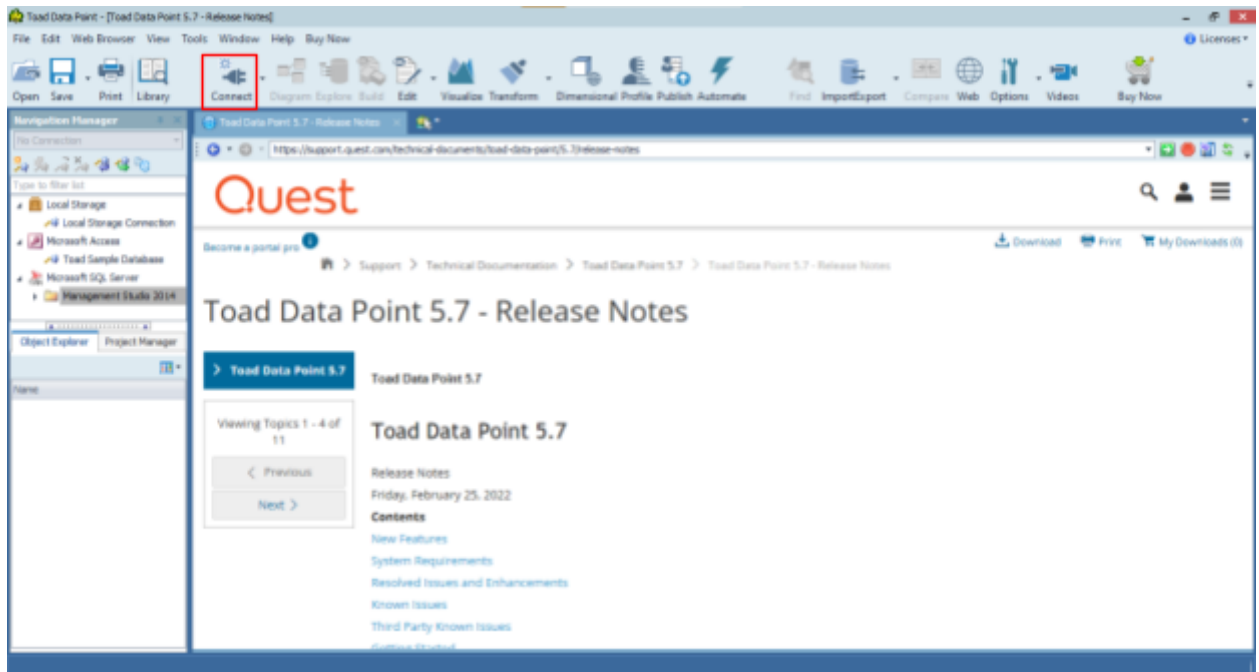 Toad Data Point - [Toad Data Point 5.7 - Release Notes]
File Edit Web Browser View Tools Window Help Buy Now
Licenses
Open Save Print Library Connect Diagram Explore Build Edit Visualize Transform Dimensional Profile Publish Automate Find ImportExport Compare Web Options Videos Buy Now
Navigation Manager
Toad Data Point 5.7 - Release Notes
No Connection
https://support.quest.com/technical-documents/toad-data-point/5.7/release-notes
Type to filter list
Local Storage
Local Storage Connection
Microsoft Access
Toad Sample Database
Microsoft SQL Server
Management Studio 2014
Object Explorer Project Manager
Name
Quest
Become a portal pro
Download Print My Downloads (0)
> Support > Technical Documentation > Toad Data Point 5.7 > Toad Data Point 5.7 - Release Notes
Toad Data Point 5.7 - Release Notes
> Toad Data Point 5.7
Viewing Topics 1 - 4 of
11
< Previous
Next >
Toad Data Point 5.7
Toad Data Point 5.7
Release Notes
Friday, February 25, 2022
Contents
New Features
System Requirements
Resolved Issues and Enhancements
Known Issues
Third Party Known Issues
Getting Started